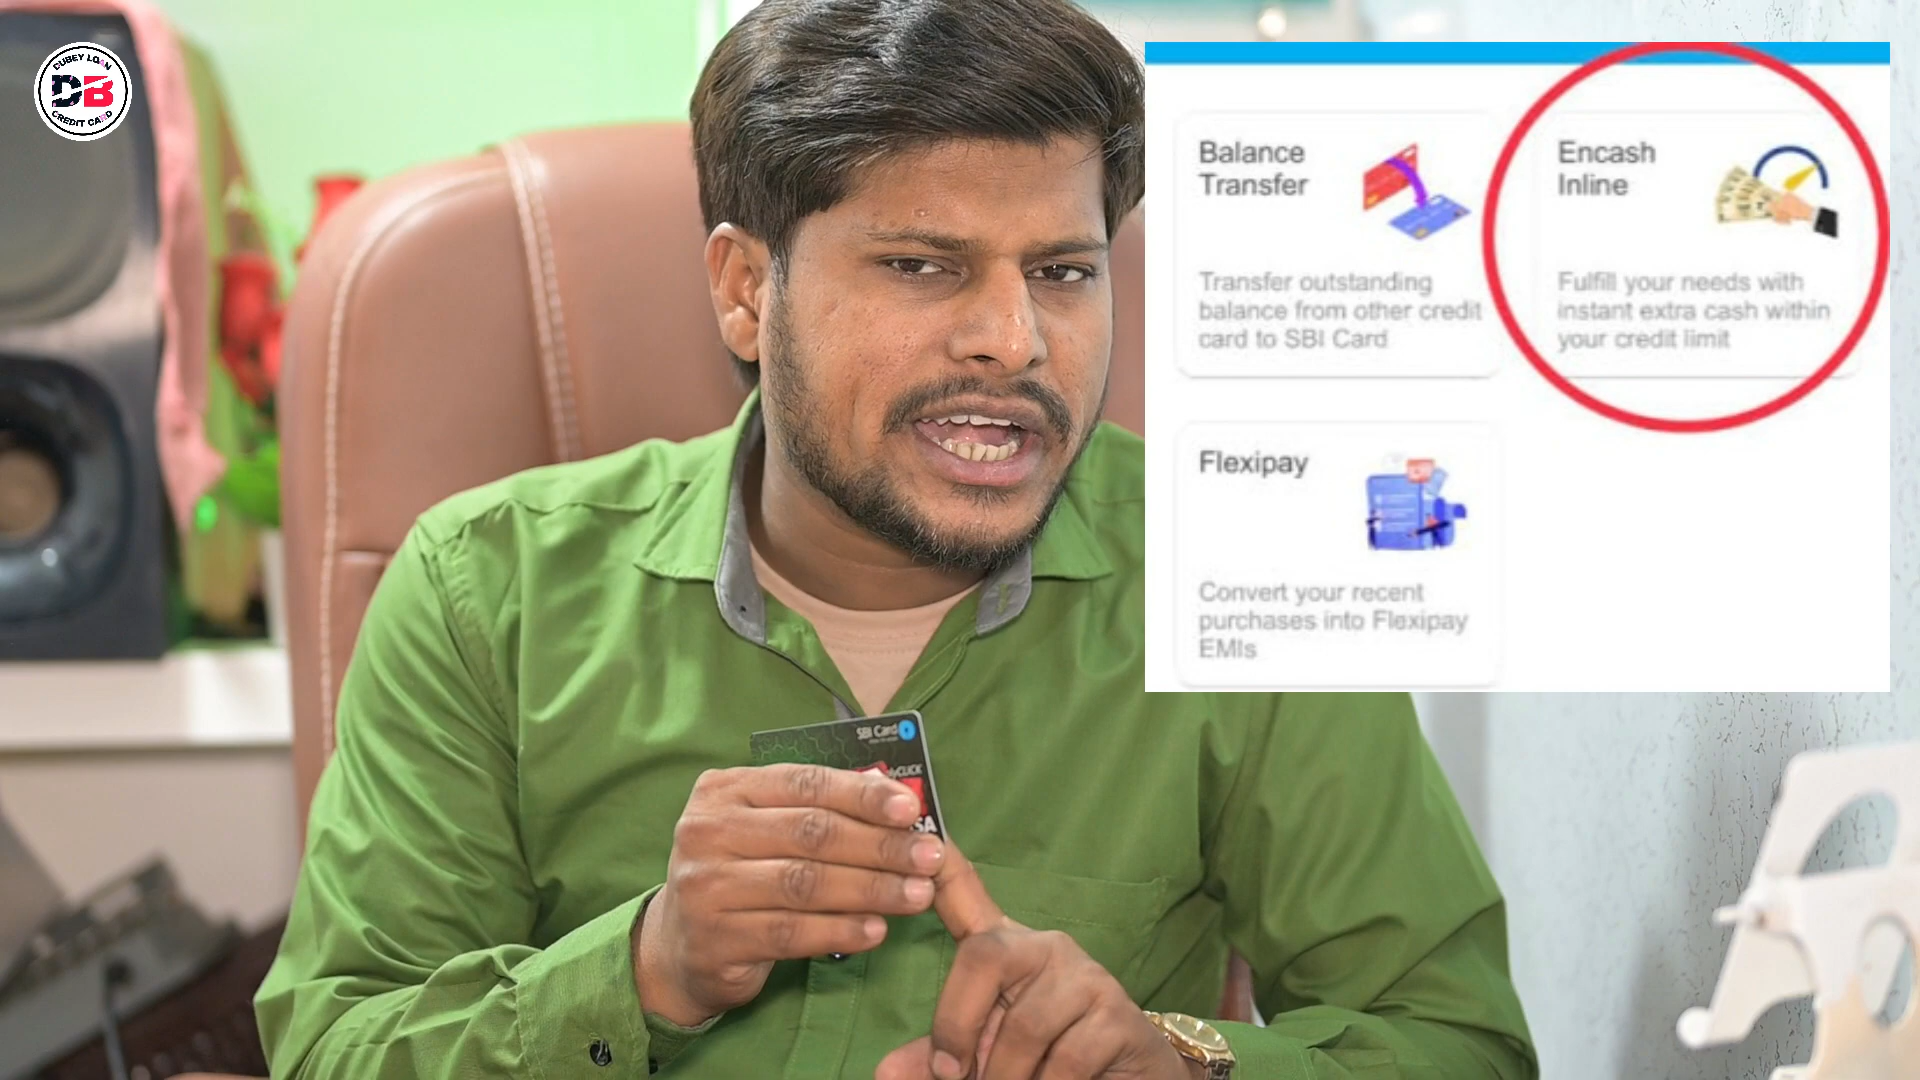 DUBEY LOAN
DB
CREDIT CARD
Balance
Transfer
Transfer outstanding
balance from other credit
card to SBI Card
Encash
Inline
Fulfill your needs with
instant extra cash within
your credit limit
Flexipay
Convert your recent
purchases into Flexipay
EMIs
SBI Card
CLICK
SA